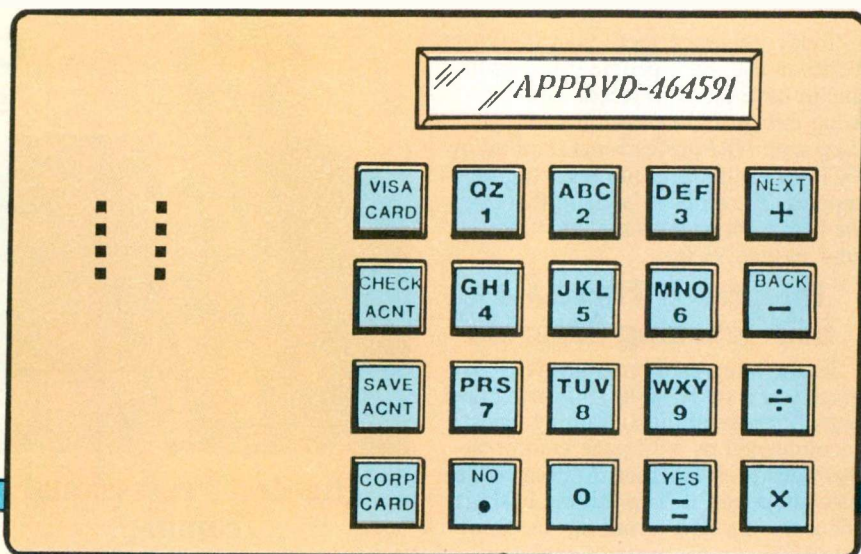 APPRVD-464591
VISA CARD QZ 1 ABC 2 DEF 3 NEXT +
CHECK ACNT GHI 4 JKL 5 MNO 6 BACK −
SAVE ACNT PRS 7 TUV 8 WXY 9 ÷
CORP CARD NO • 0 YES = ×